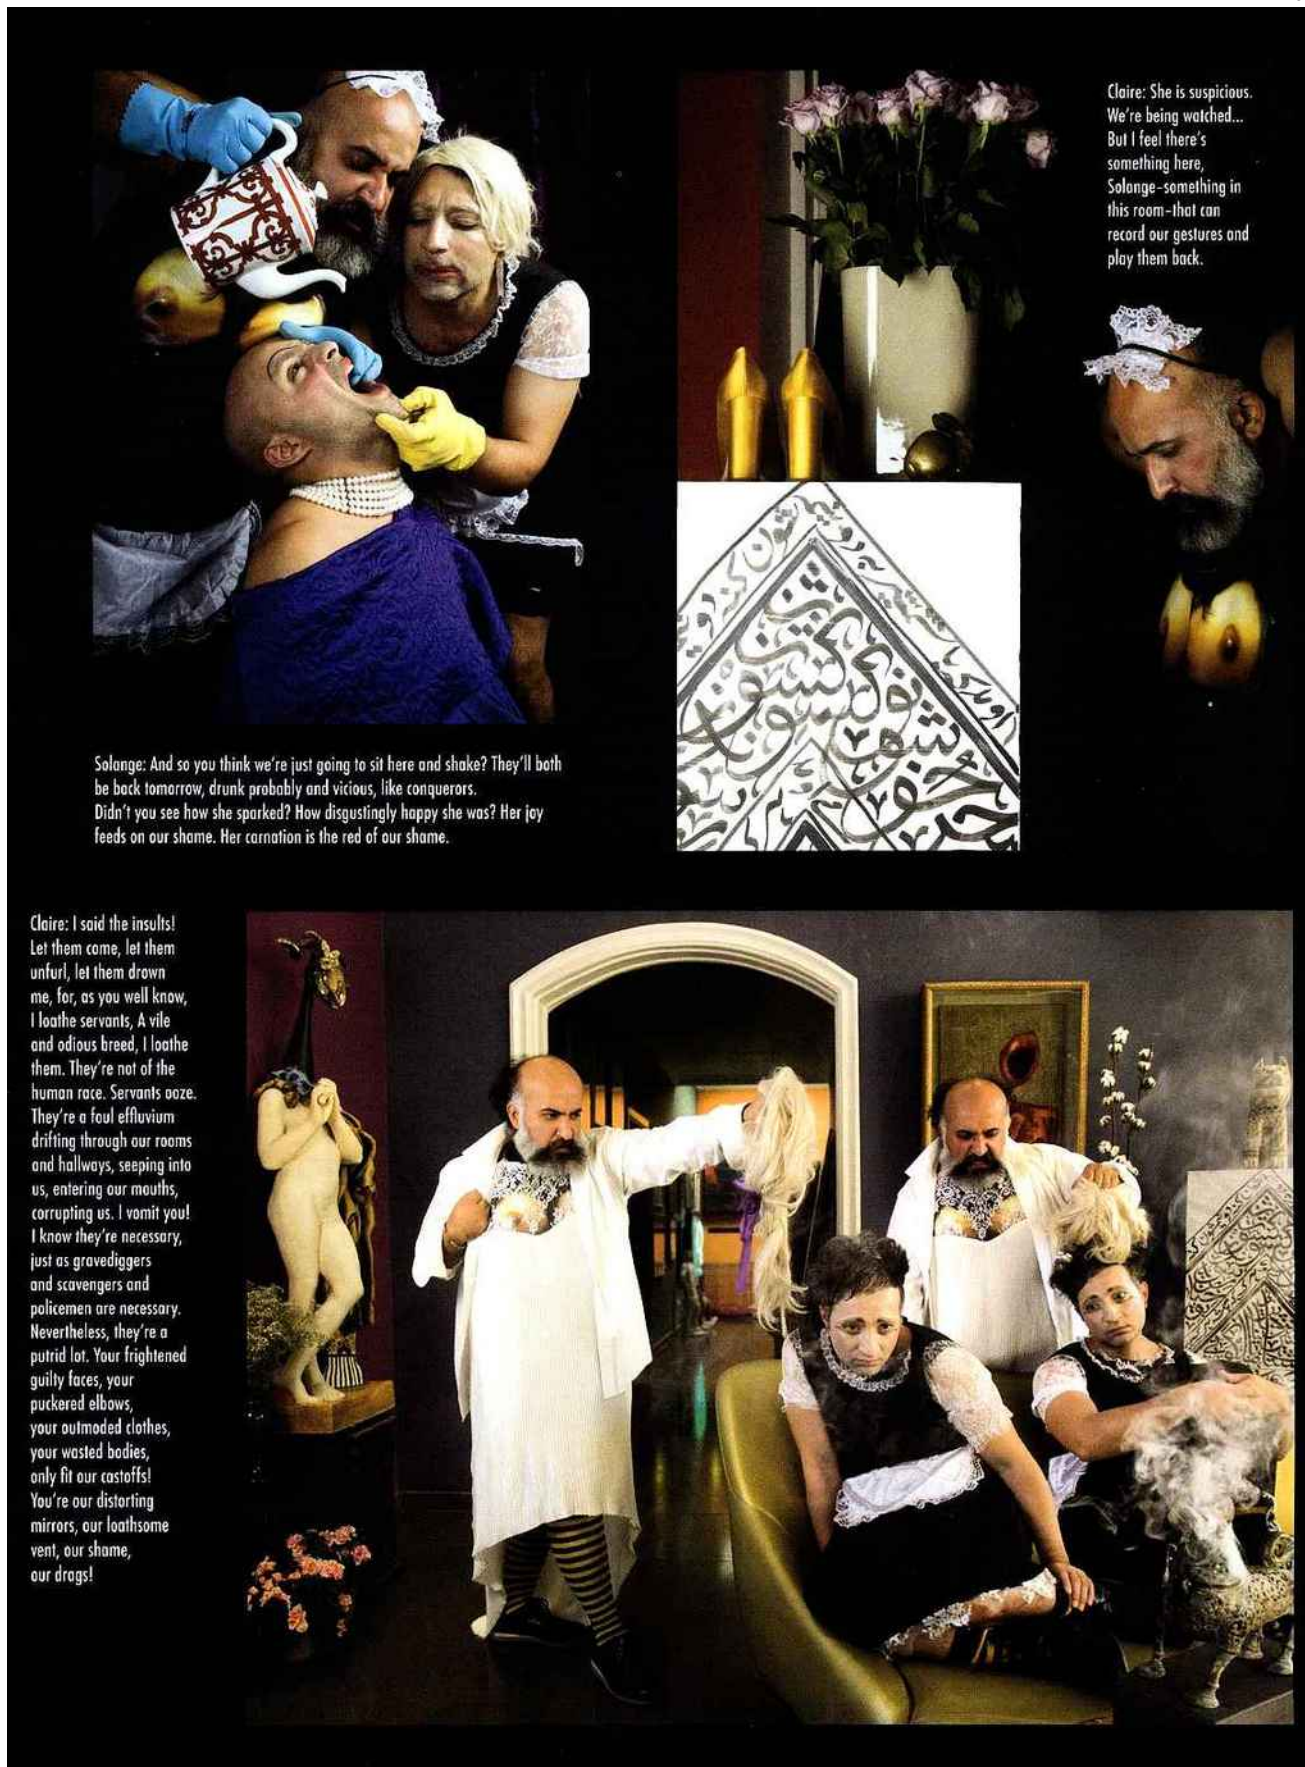 Claire: She is suspicious.
We're being watched...
But I feel there's
something here,
Solange-something in
this room-that can
record our gestures and
play them back.
Solange: And so you think we're just going to sit here and shake? They'll both
be back tomorrow, drunk probably and vicious, like conquerors.
Didn't you see how she sparked? How disgustingly happy she was? Her joy
feeds on our shame. Her carnation is the red of our shame.
Claire: I said the insults!
Let them come, let them
unfurl, let them drown
me, for, as you well know,
I loathe servants, A vile
and odious breed, I loathe
them. They're not of the
human race. Servants ooze.
They're a foul effluvium
drifting through our rooms
and hallways, seeping into
us, entering our mouths,
corrupting us. I vomit you!
I know they're necessary,
just as gravediggers
and scavengers and
policemen are necessary.
Nevertheless, they're a
putrid lot. Your frightened
guilty faces, your
puckered elbows,
your outmoded clothes,
your wasted bodies,
only fit our castoffs!
You're our distorting
mirrors, our loathsome
vent, our shame,
our drags!